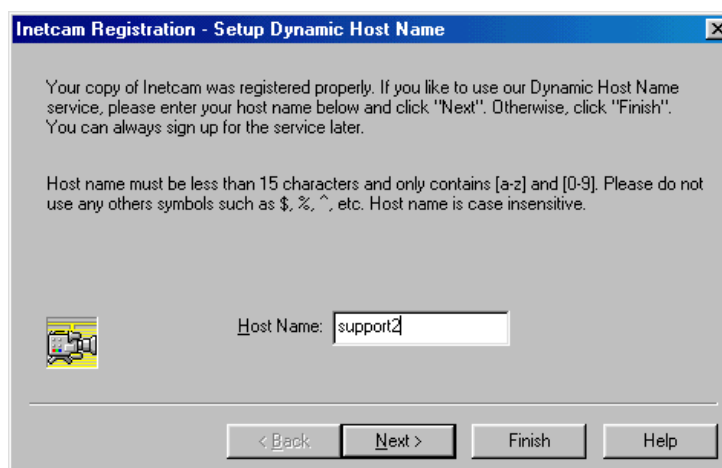 Inetcam Registration - Setup Dynamic Host Name
Your copy of Inetcam was registered properly. If you like to use our Dynamic Host Name
service, please enter your host name below and click "Next". Otherwise, click "Finish".
You can always sign up for the service later.
Host name must be less than 15 characters and only contains [a-z] and [0-9]. Please do not
use any others symbols such as $, %, ^, etc. Host name is case insensitive.
Host Name: support2
< Back Next > Finish Help